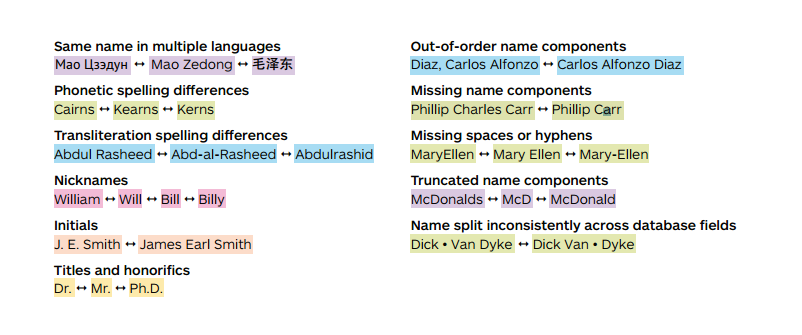 Same name in multiple languages
Мао Цзэдун ↔ Mao Zedong ↔ 毛泽东
Phonetic spelling differences
Cairns ↔ Kearns ↔ Kerns
Transliteration spelling differences
Abdul Rasheed ↔ Abd-al-Rasheed ↔ Abdulrashid
Nicknames
William ↔ Will ↔ Bill ↔ Billy
Initials
J. E. Smith ↔ James Earl Smith
Titles and honorifics
Dr. ↔ Mr. ↔ Ph.D.
Out-of-order name components
Diaz, Carlos Alfonzo ↔ Carlos Alfonzo Diaz
Missing name components
Phillip Charles Carr ↔ Phillip Carr
Missing spaces or hyphens
MaryEllen ↔ Mary Ellen ↔ Mary-Ellen
Truncated name components
McDonalds ↔ McD ↔ McDonald
Name split inconsistently across database fields
Dick • Van Dyke ↔ Dick Van • Dyke